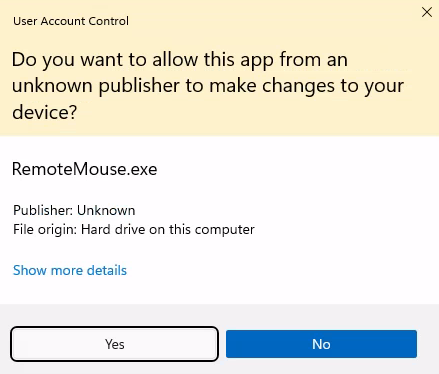 User Account Control
Do you want to allow this app from an
unknown publisher to make changes to your
device?
RemoteMouse.exe
Publisher: Unknown
File origin: Hard drive on this computer
Show more details
Yes
No